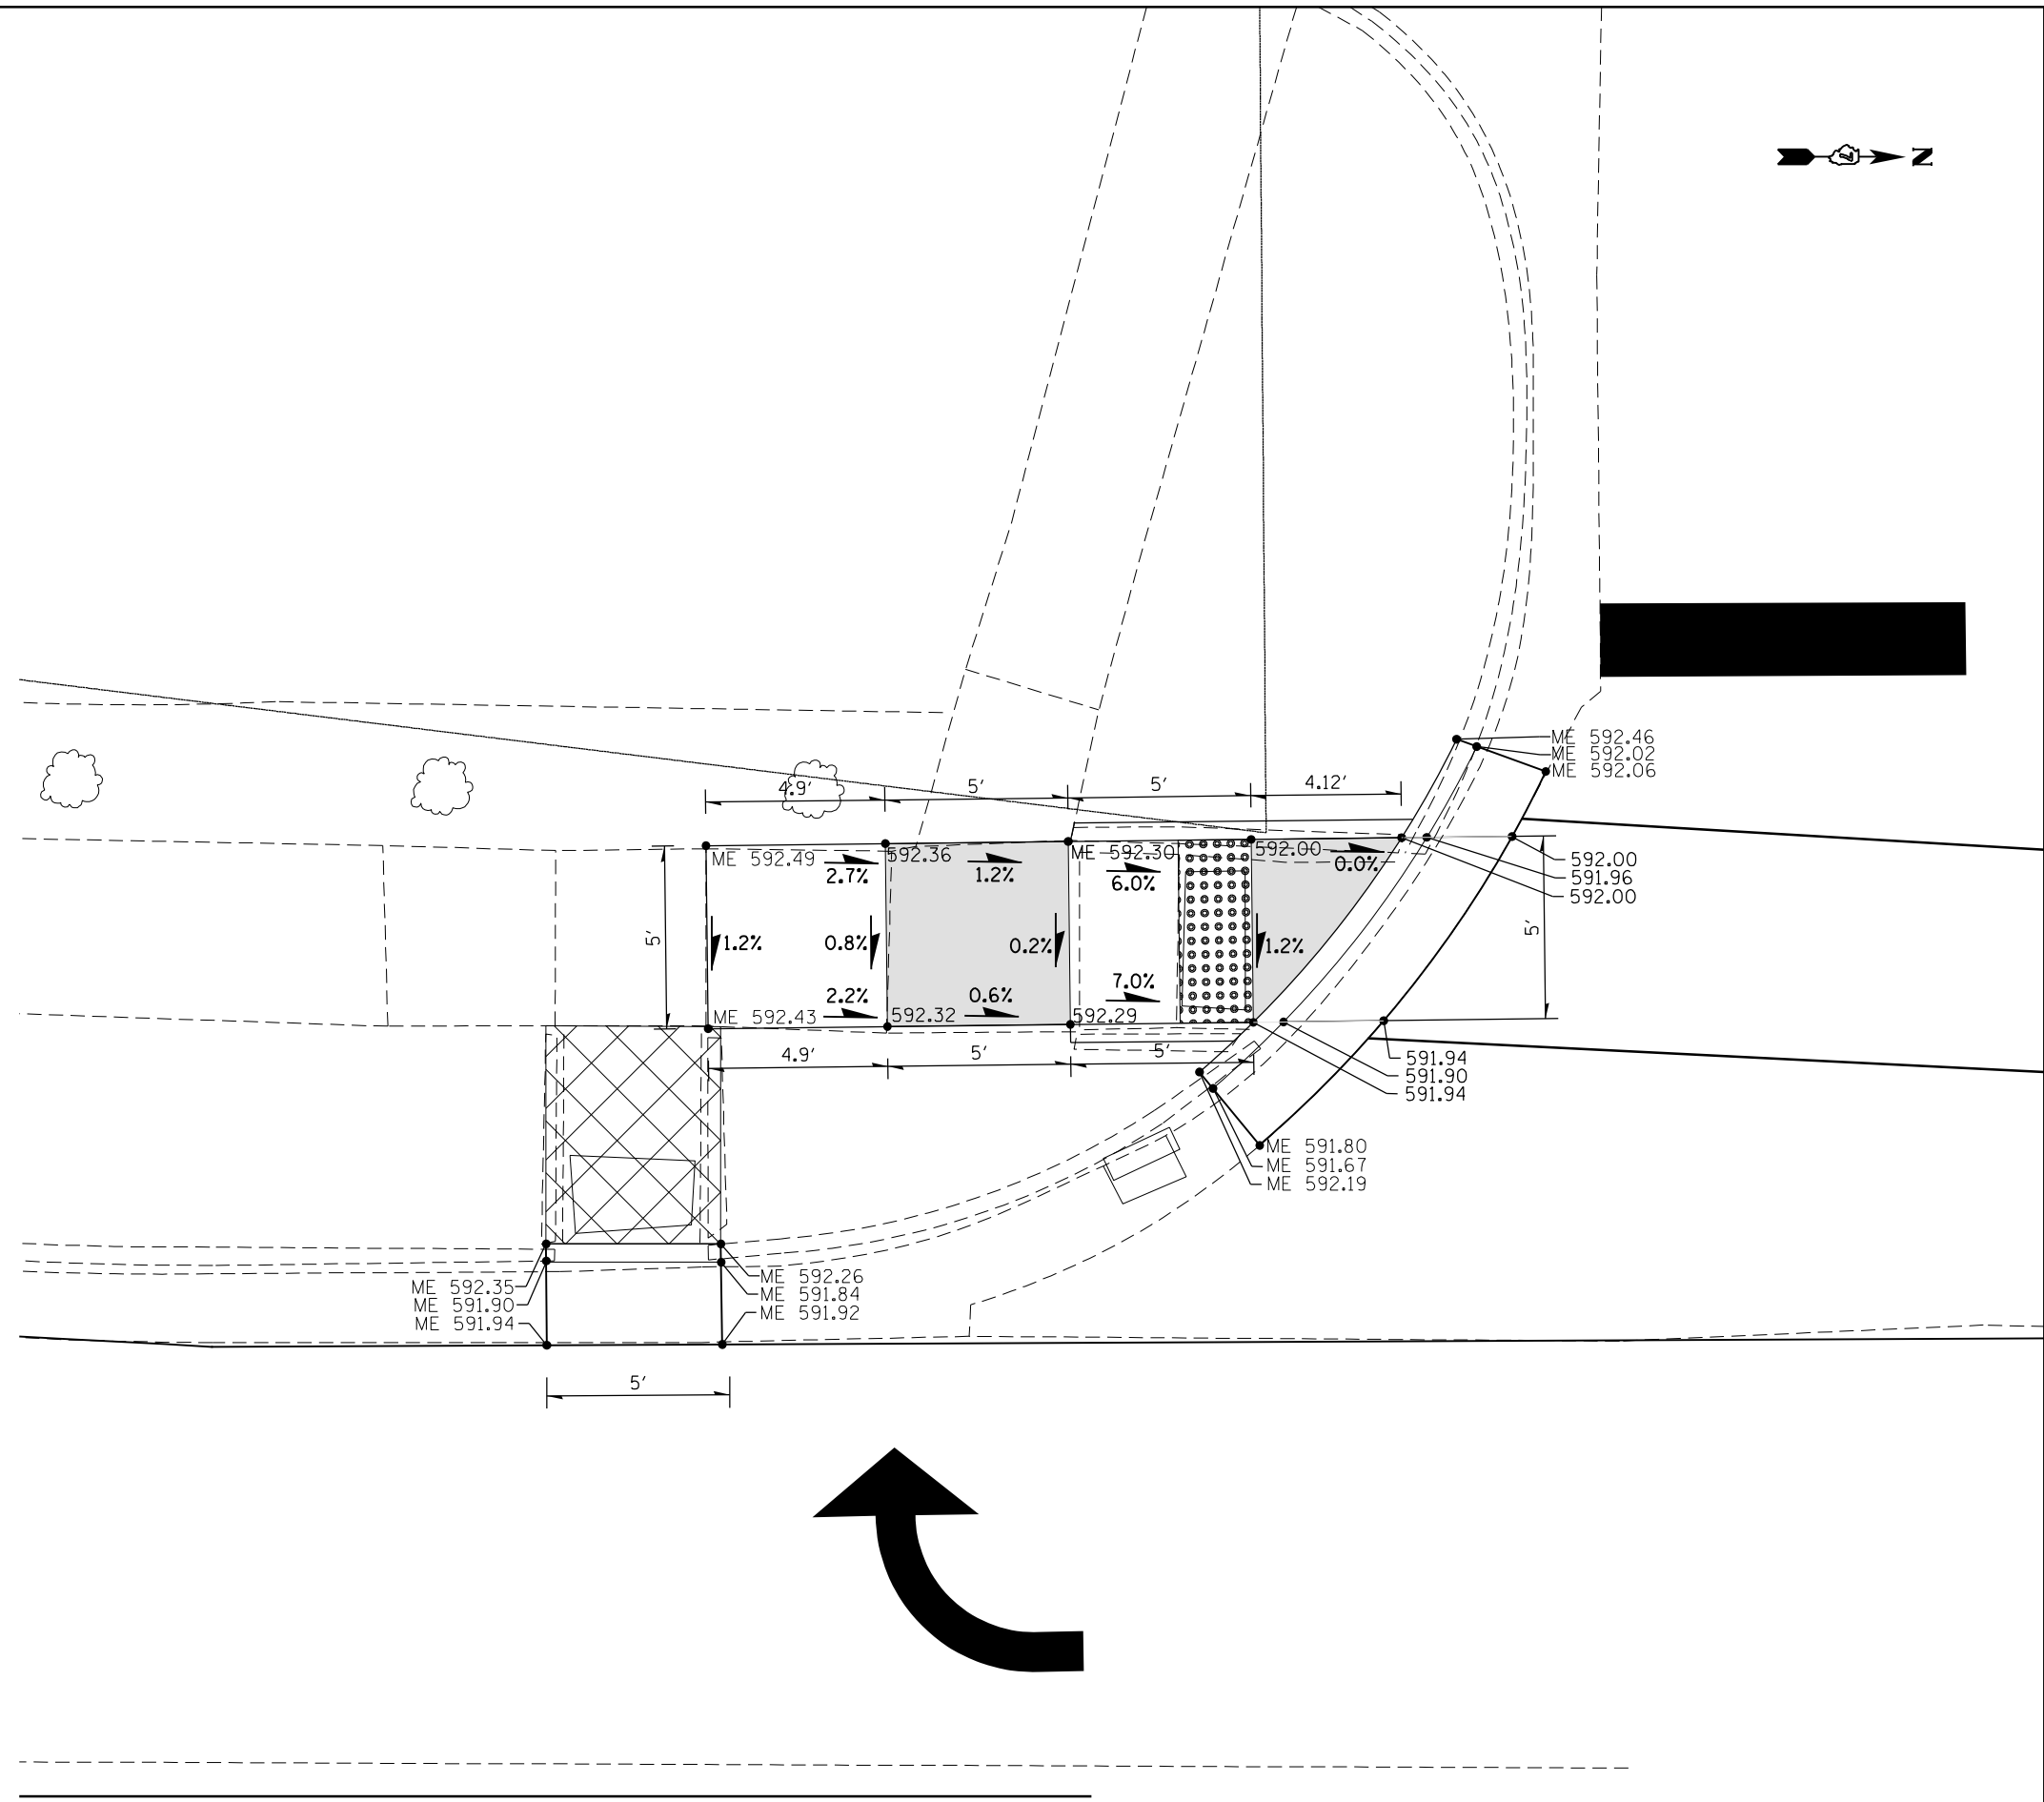 N
ME 592.46
ME 592.02
ME 592.06
4.9' 5' 5' 4.12'
ME 592.49 592.36 ME 592.30 592.00
2.7% 1.2% 6.0% 0.0%
592.00
591.96
592.00
5' 1.2% 0.8% 0.2% 1.2% 5'
2.2% 0.6% 7.0%
ME 592.43 592.32 592.29
4.9' 5' 5'
591.94
591.90
591.94
ME 591.80
ME 591.67
ME 592.19
ME 592.35
ME 591.90
ME 591.94
ME 592.26
ME 591.84
ME 591.92
5'